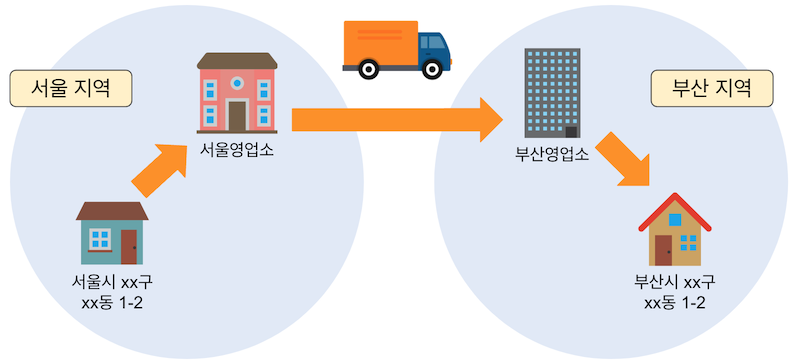 서울 지역
부산 지역
서울영업소
부산영업소
서울시 xx구
xx동 1-2
부산시 xx구
xx동 1-2